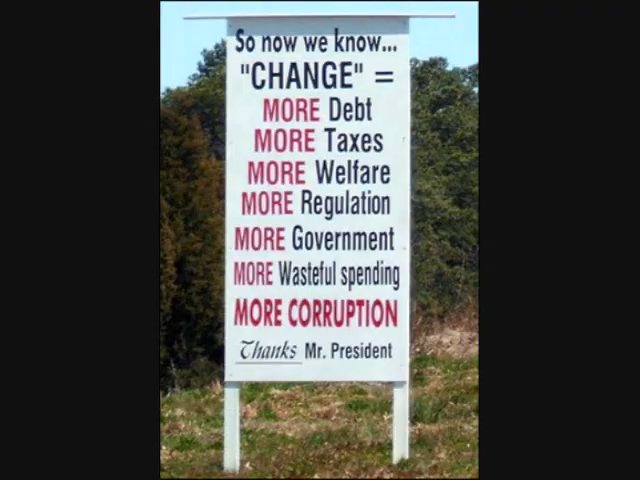 So now we know...
"CHANGE" =
MORE Debt
MORE Taxes
MORE Welfare
MORE Regulation
MORE Government
MORE Wasteful spending
MORE CORRUPTION
Thanks Mr. President